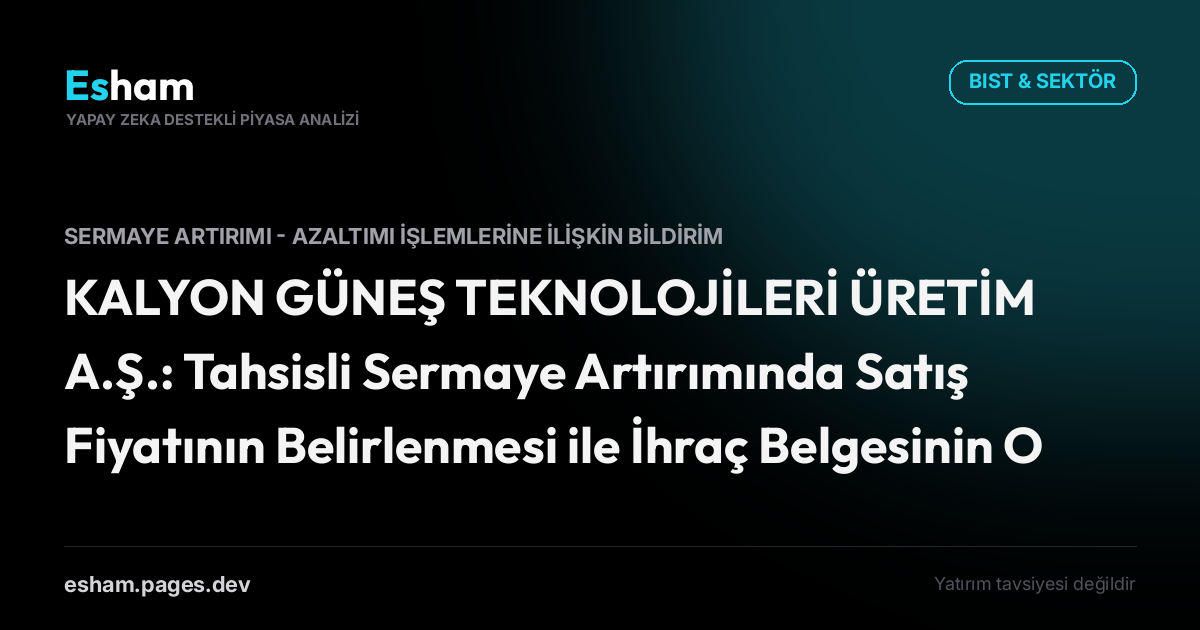 Esham
YAPAY ZEKA DESTEKLİ PİYASA ANALİZİ
BIST & SEKTÖR
SERMAYE ARTIRIMI - AZALTIMI İŞLEMLERİNE İLİŞKİN BİLDİRİM
KALYON GÜNEŞ TEKNOLOJİLERİ ÜRETİM
A.Ş.: Tahsisli Sermaye Artırımında Satış
Fiyatının Belirlenmesi ile İhraç Belgesinin O
esham.pages.dev
Yatırım tavsiyesi değildir